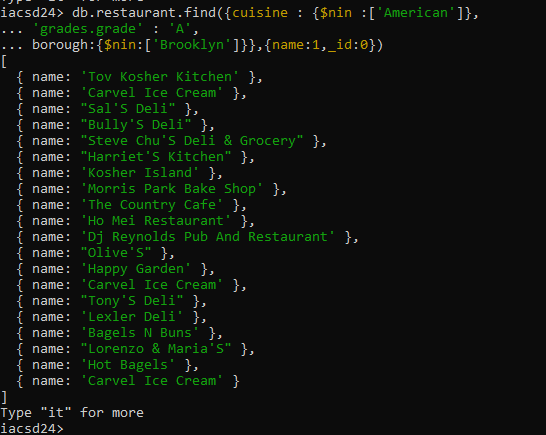 iacsd24> db.restaurant.find({cuisine : {$nin :['American']},
... 'grades.grade' : 'A',
... borough:{$nin:['Brooklyn']}},{name:1,_id:0})
[
  { name: 'Tov Kosher Kitchen' },
  { name: 'Carvel Ice Cream' },
  { name: "Sal'S Deli" },
  { name: "Bully'S Deli" },
  { name: "Steve Chu'S Deli & Grocery" },
  { name: "Harriet'S Kitchen" },
  { name: 'Kosher Island' },
  { name: 'Morris Park Bake Shop' },
  { name: 'The Country Cafe' },
  { name: 'Ho Mei Restaurant' },
  { name: 'Dj Reynolds Pub And Restaurant' },
  { name: "Olive'S" },
  { name: 'Happy Garden' },
  { name: 'Carvel Ice Cream' },
  { name: "Tony'S Deli" },
  { name: 'Lexler Deli' },
  { name: 'Bagels N Buns' },
  { name: "Lorenzo & Maria'S" },
  { name: 'Hot Bagels' },
  { name: 'Carvel Ice Cream' }
]
Type "it" for more
iacsd24>